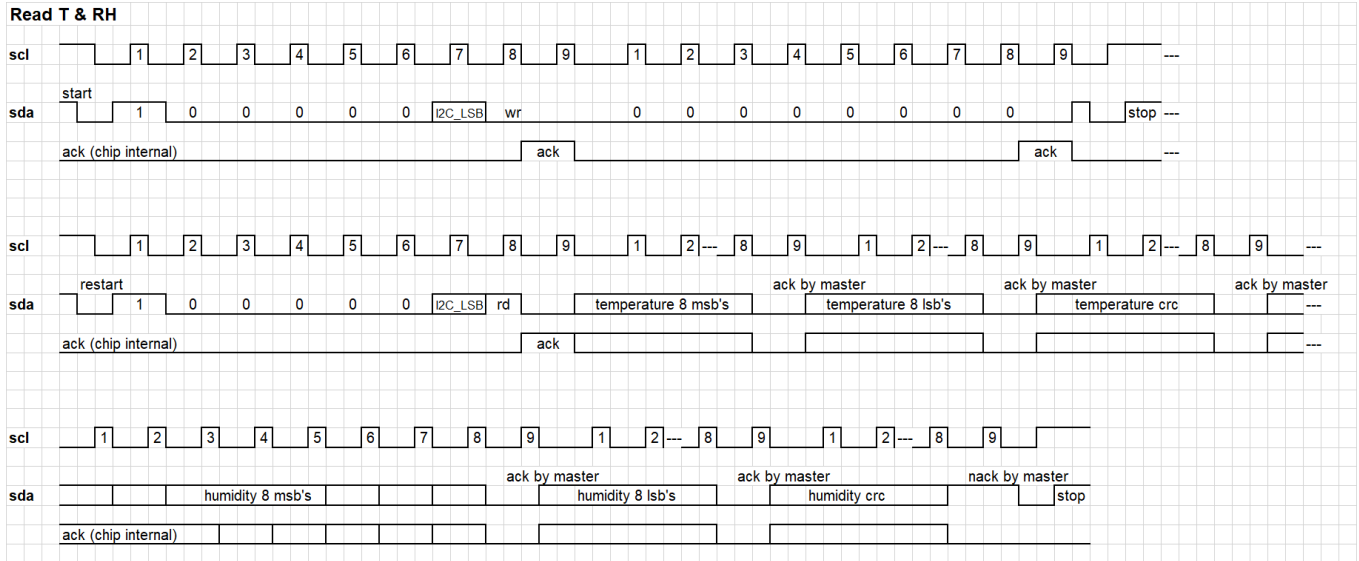 Read T & RH
scl 1 2 3 4 5 6 7 8 9 1 2 3 4 5 6 7 8 9 ---
start
sda 1 0 0 0 0 0 I2C_LSB wr 0 0 0 0 0 0 0 0 stop ---
ack (chip internal) ack ack ---
scl 1 2 3 4 5 6 7 8 9 1 2 --- 8 9 1 2 --- 8 9 1 2 --- 8 9 ---
restart ack by master ack by master ack by master
sda 1 0 0 0 0 0 I2C_LSB rd temperature 8 msb's temperature 8 lsb's temperature crc ---
ack (chip internal) ack ---
scl 1 2 3 4 5 6 7 8 9 1 2 --- 8 9 1 2 --- 8 9
ack by master ack by master nack by master
sda humidity 8 msb's humidity 8 lsb's humidity crc stop
ack (chip internal)